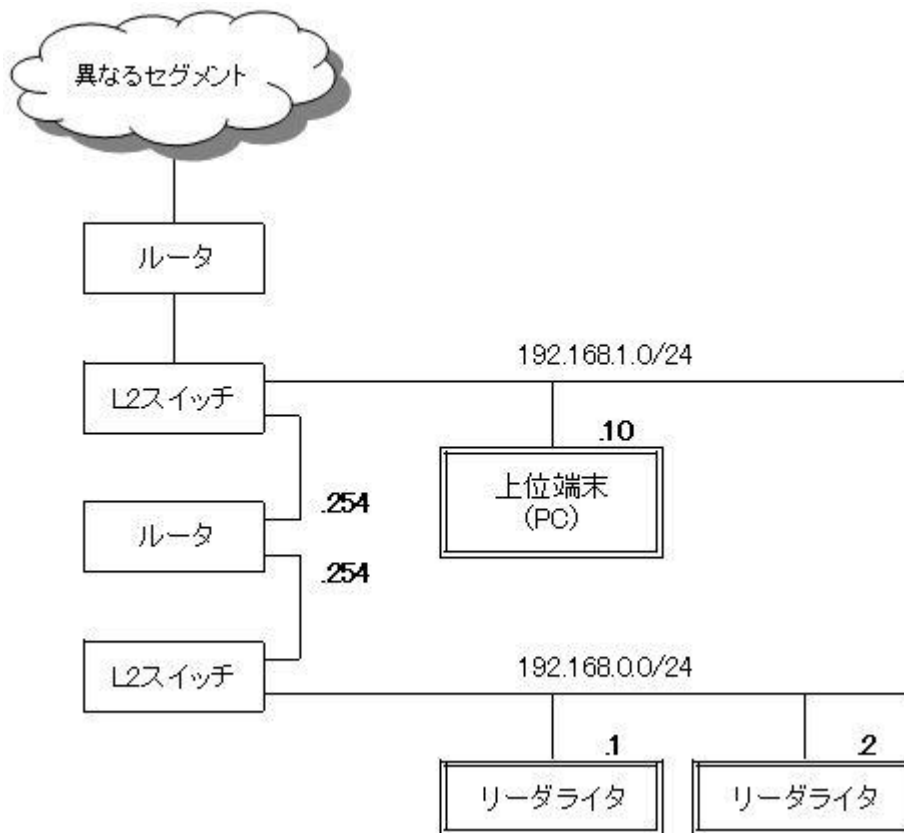 異なるセグメント
ルータ
192.168.1.0/24
L2スイッチ
.10
上位端末
(PC)
.254
ルータ
.254
L2スイッチ
192.168.0.0/24
.1
.2
リーダライタ
リーダライタ